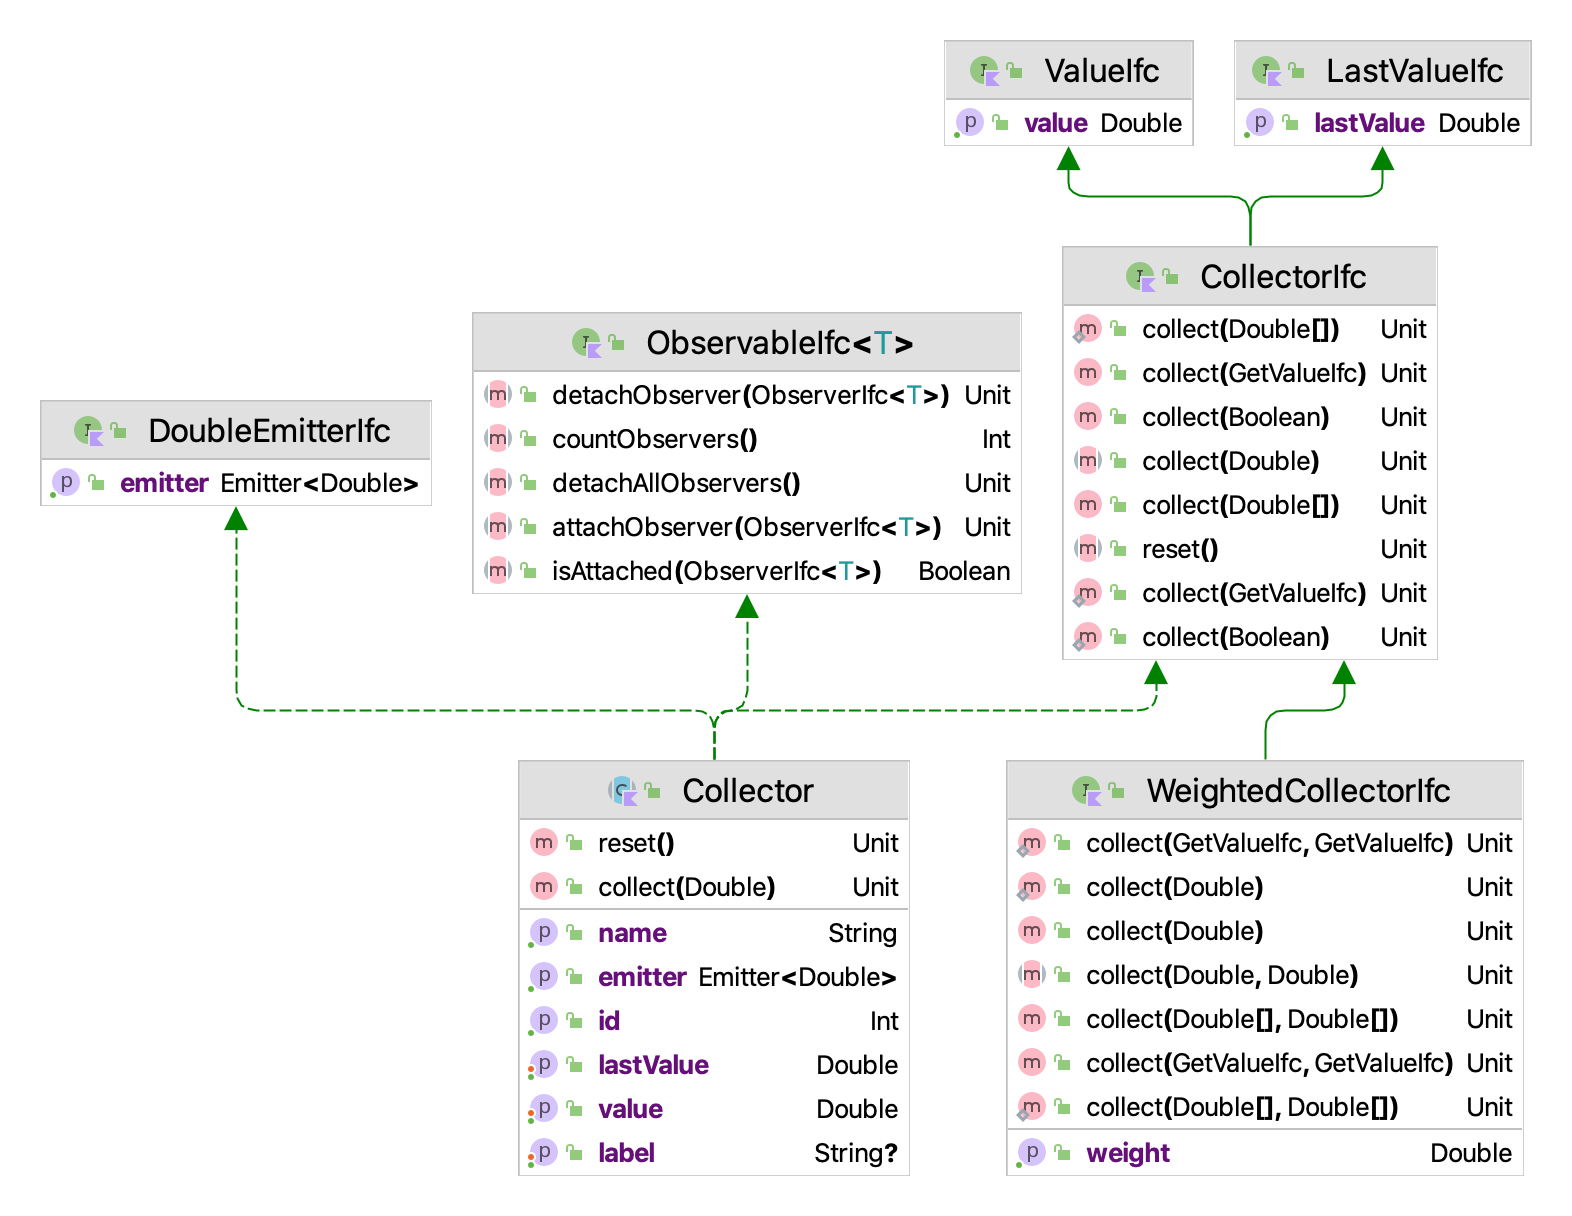 ValueIfc
value Double
LastValueIfc
lastValue Double
CollectorIfc
collect(Double[]) Unit
collect(GetValueIfc) Unit
collect(Boolean) Unit
collect(Double) Unit
collect(Double[]) Unit
reset() Unit
collect(GetValueIfc) Unit
collect(Boolean) Unit
ObservableIfc<T>
detachObserver(ObserverIfc<T>) Unit
countObservers() Int
detachAllObservers() Unit
attachObserver(ObserverIfc<T>) Unit
isAttached(ObserverIfc<T>) Boolean
DoubleEmitterIfc
emitter Emitter<Double>
Collector
reset() Unit
collect(Double) Unit
name String
emitter Emitter<Double>
id Int
lastValue Double
value Double
label String?
WeightedCollectorIfc
collect(GetValueIfc, GetValueIfc) Unit
collect(Double) Unit
collect(Double) Unit
collect(Double, Double) Unit
collect(Double[], Double[]) Unit
collect(GetValueIfc, GetValueIfc) Unit
collect(Double[], Double[]) Unit
weight Double